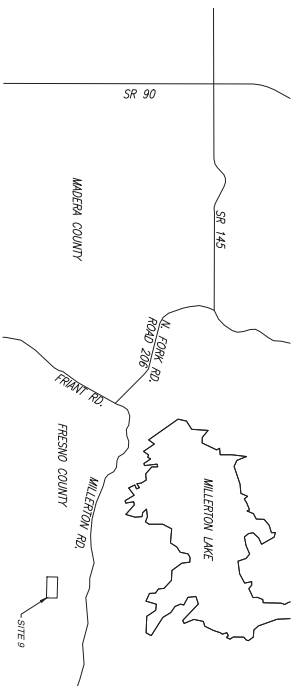 SR 90
SR 145
MADERA COUNTY
N. FORK RD.
ROAD 206
FRIANT RD.
FRESNO COUNTY
MILLERTON RD.
MILLERTON LAKE
SITE 9